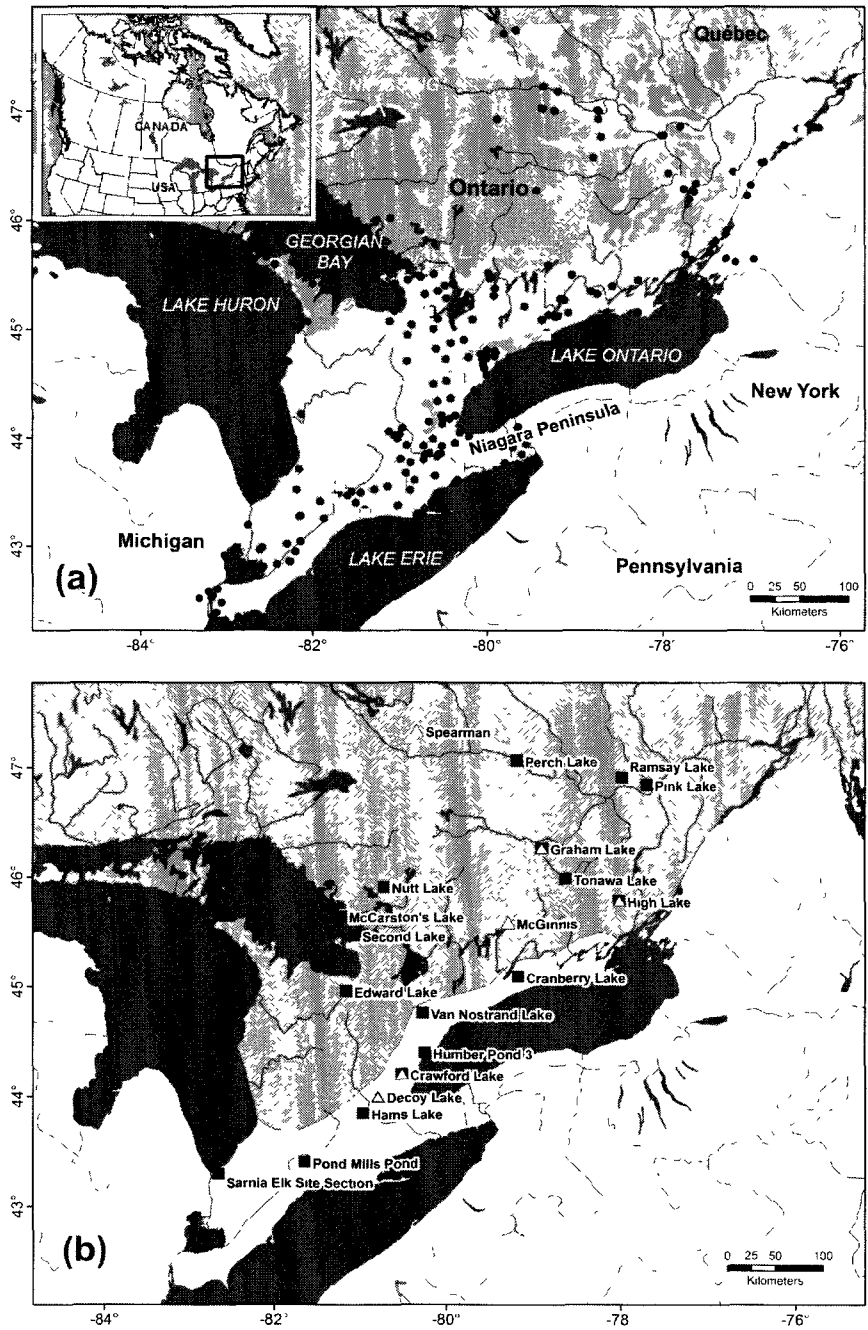 Québec
47°
CANADA
USA
Ontario
46°
GEORGIAN
BAY
LAKE HURON
45°
LAKE ONTARIO
New York
44°
Niagara Peninsula
Michigan
43°
LAKE ERIE
Pennsylvania
(a)
0 25 50 100
Kilometers
-84° -82° -80° -78° -76°
Spearman
47°
Perch Lake
Ramsay Lake
Pink Lake
Graham Lake
46°
Tonawa Lake
Nutt Lake
High Lake
McCarston's Lake
McGinnis
Second Lake
45°
Cranberry Lake
Edward Lake
Van Nostrand Lake
Humber Pond 3
44°
Crawford Lake
Decoy Lake
Hams Lake
Pond Mills Pond
Sarnia Elk Site Section
43°
(b)
0 25 50 100
Kilometers
-84° -82° -80° -78° -76°